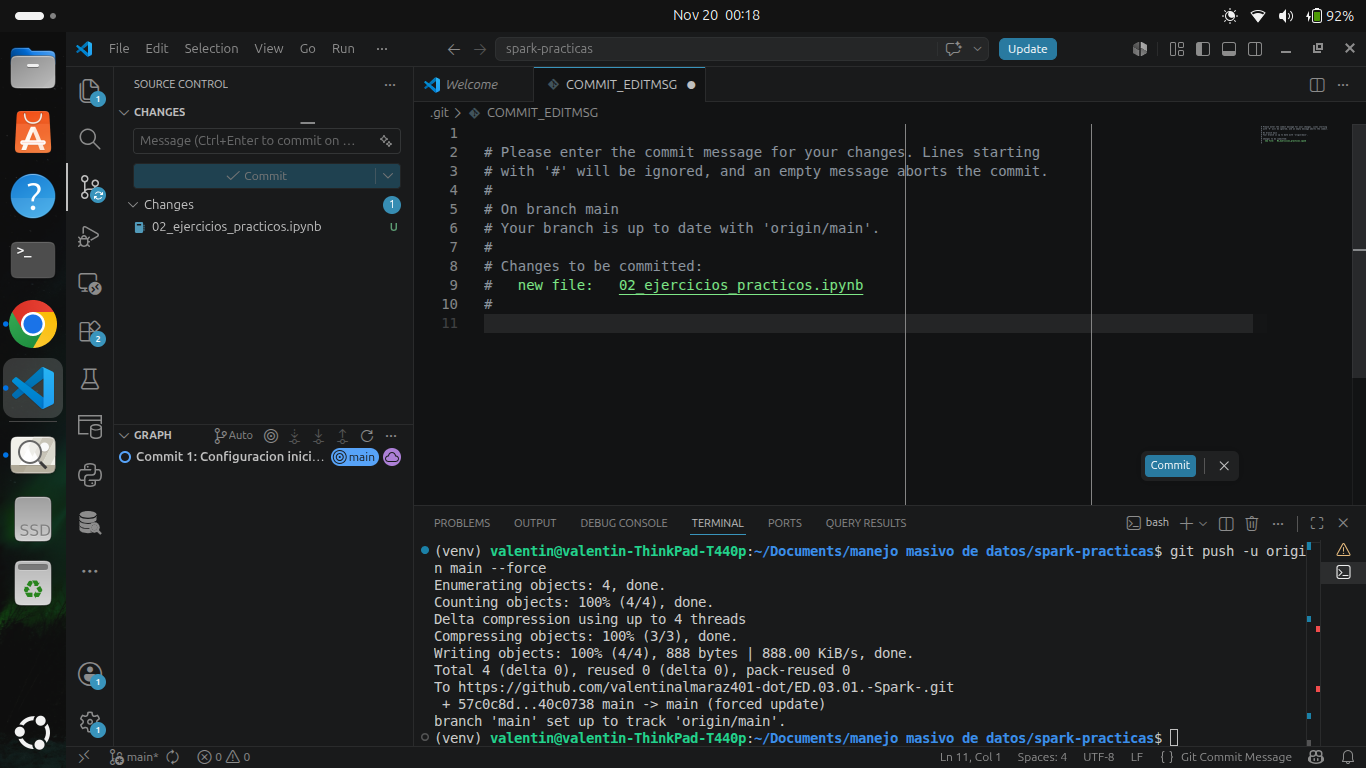 Nov 20 00:18
92%
File Edit Selection View Go Run ...
spark-practicas
Update
SOURCE CONTROL
CHANGES
Message (Ctrl+Enter to commit on ...
Commit
Changes 1
02_ejercicios_practicos.ipynb U
GRAPH
Auto
Commit 1: Configuracion inici... main
Welcome
COMMIT_EDITMSG
.git > COMMIT_EDITMSG
1
2 # Please enter the commit message for your changes. Lines starting
3 # with '#' will be ignored, and an empty message aborts the commit.
4 #
5 # On branch main
6 # Your branch is up to date with 'origin/main'.
7 #
8 # Changes to be committed:
9 # new file: 02_ejercicios_practicos.ipynb
10 #
11
Commit
PROBLEMS OUTPUT DEBUG CONSOLE TERMINAL PORTS QUERY RESULTS
bash
(venv) valentin@valentin-ThinkPad-T440p:~/Documents/manejo masivo de datos/spark-practicas$ git push -u origi
n main --force
Enumerating objects: 4, done.
Counting objects: 100% (4/4), done.
Delta compression using up to 4 threads
Compressing objects: 100% (3/3), done.
Writing objects: 100% (4/4), 888 bytes | 888.00 KiB/s, done.
Total 4 (delta 0), reused 0 (delta 0), pack-reused 0
To https://github.com/valentinalmaraz401-dot/ED.03.01.-Spark-.git
+ 57c0c8d...40c0738 main -> main (forced update)
branch 'main' set up to track 'origin/main'.
(venv) valentin@valentin-ThinkPad-T440p:~/Documents/manejo masivo de datos/spark-practicas$
1
2
1
1
SSD
main* 0 0
Ln 11, Col 1 Spaces: 4 UTF-8 LF { } Git Commit Message